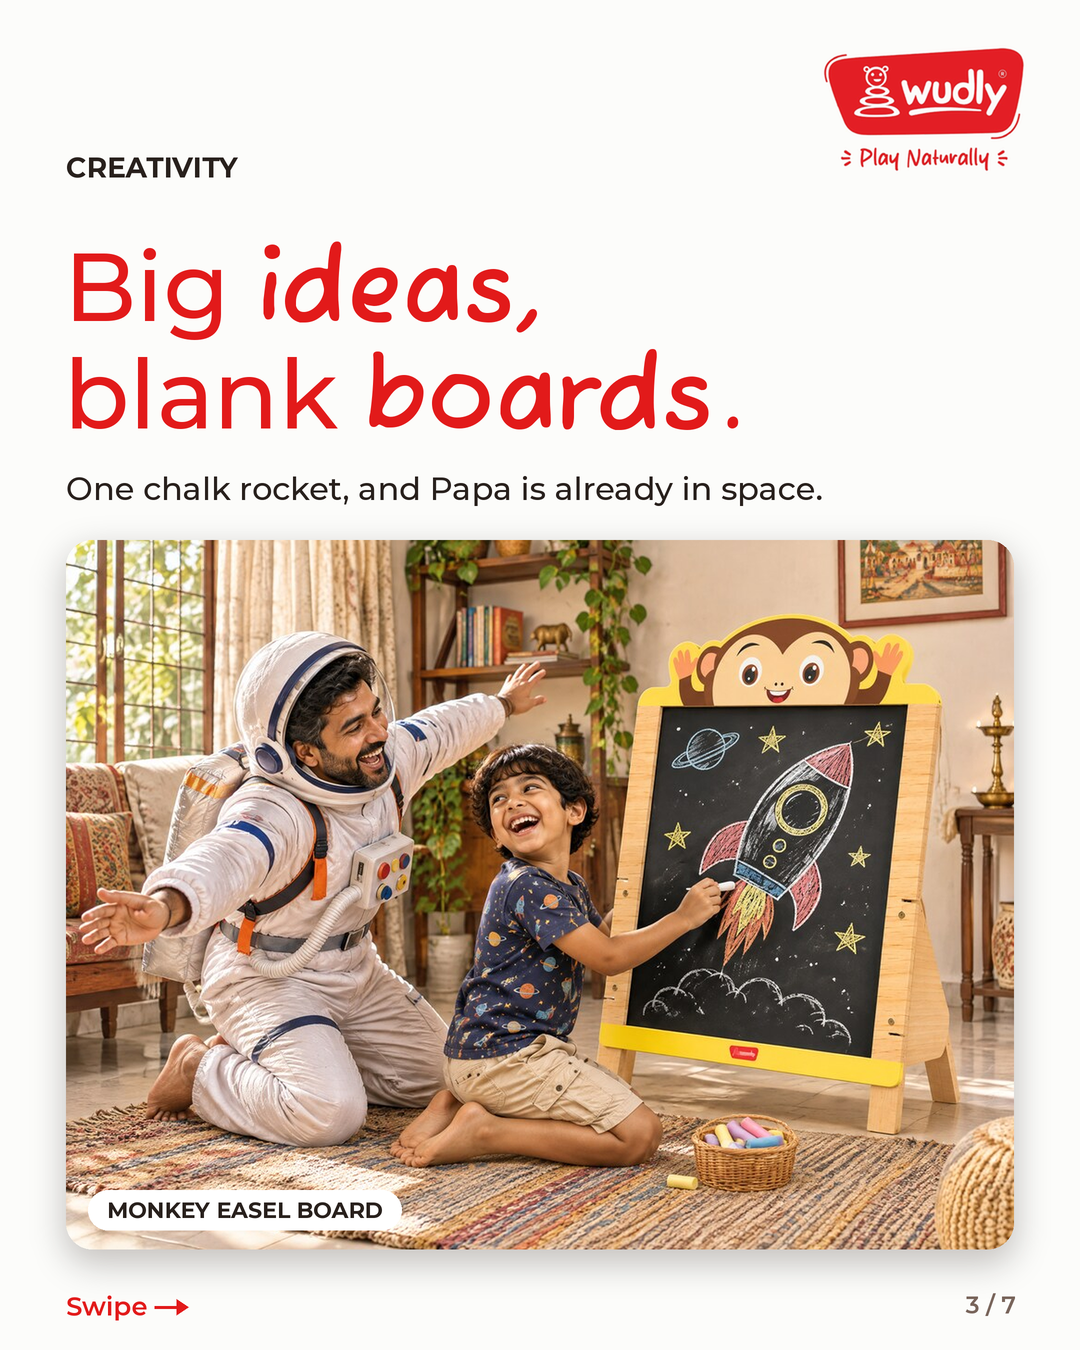 wudly
Play Naturally
CREATIVITY
Big ideas,
blank boards.
One chalk rocket, and Papa is already in space.
MONKEY EASEL BOARD
Swipe →
3 / 7